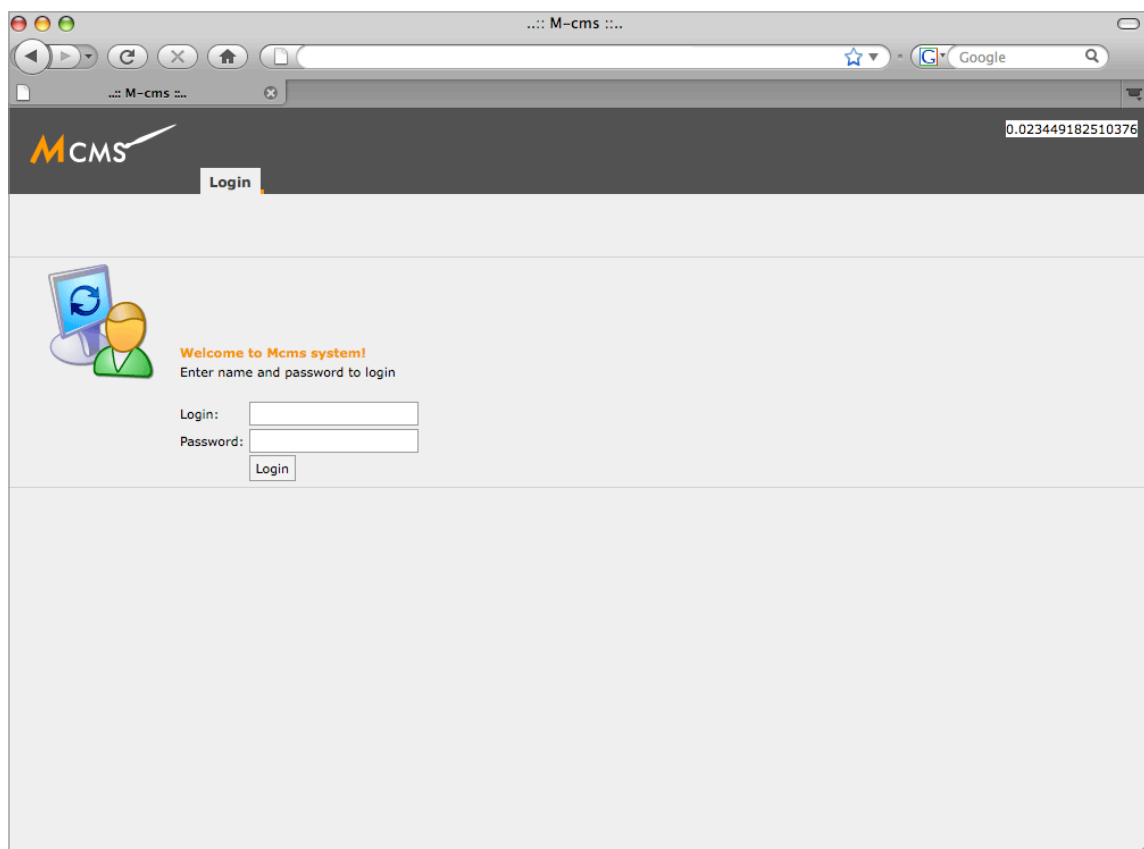 ..:: M-cms ::..
Google
..:: M-cms ::..
MCMS
0.023449182510376
Login
Welcome to Mcms system!
Enter name and password to login
Login:
Password:
Login